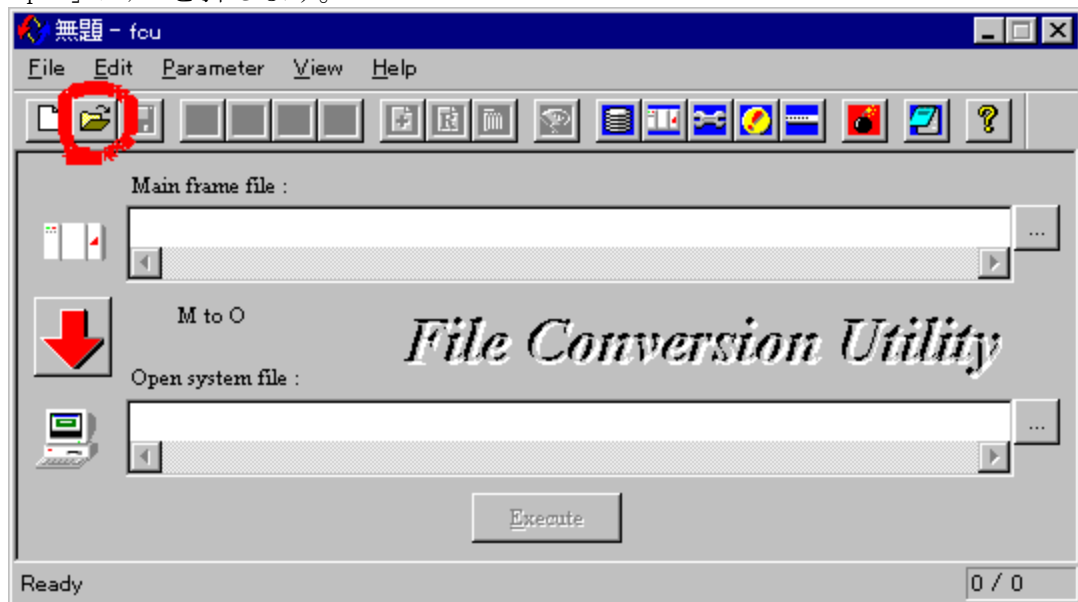 無題 - fcu
File Edit Parameter View Help
Main frame file :
...
M to O
File Conversion Utility
Open system file :
...
Execute
Ready
0 / 0